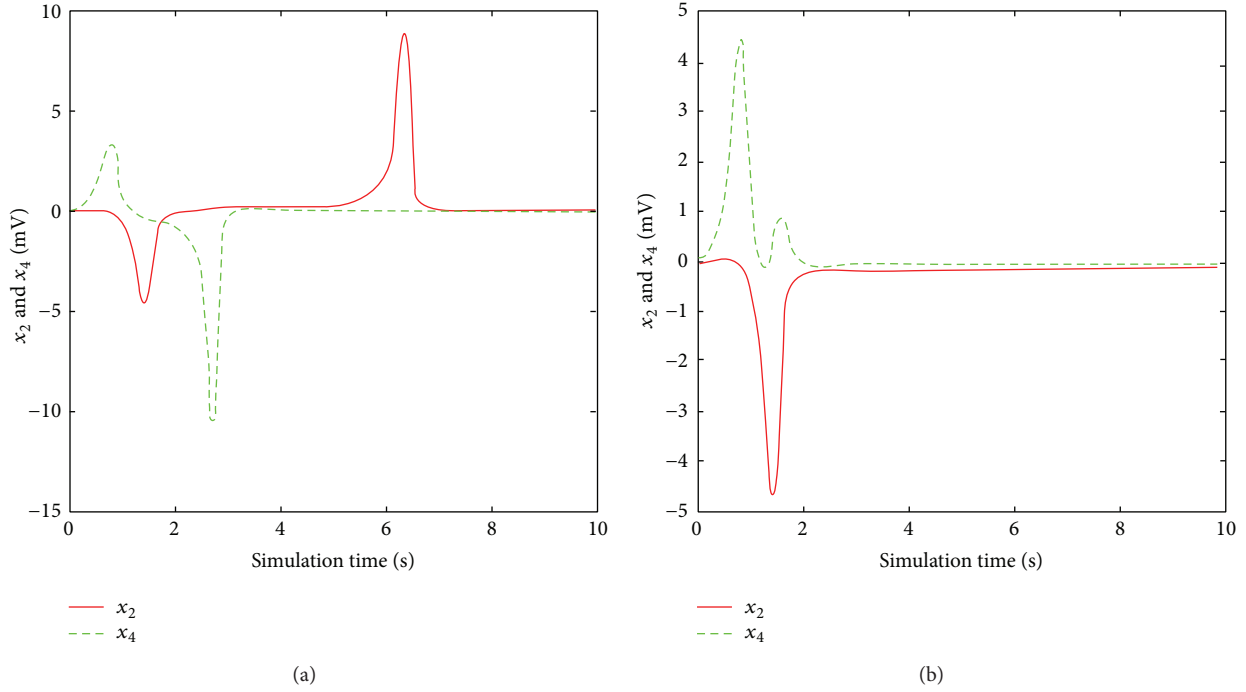 10
5
0
−5
−10
−15
x₂ and x₄ (mV)
0 2 4 6 8 10
Simulation time (s)
x₂
x₄
(a)
5
4
3
2
1
0
−1
−2
−3
−4
−5
x₂ and x₄ (mV)
0 2 4 6 8 10
Simulation time (s)
x₂
x₄
(b)